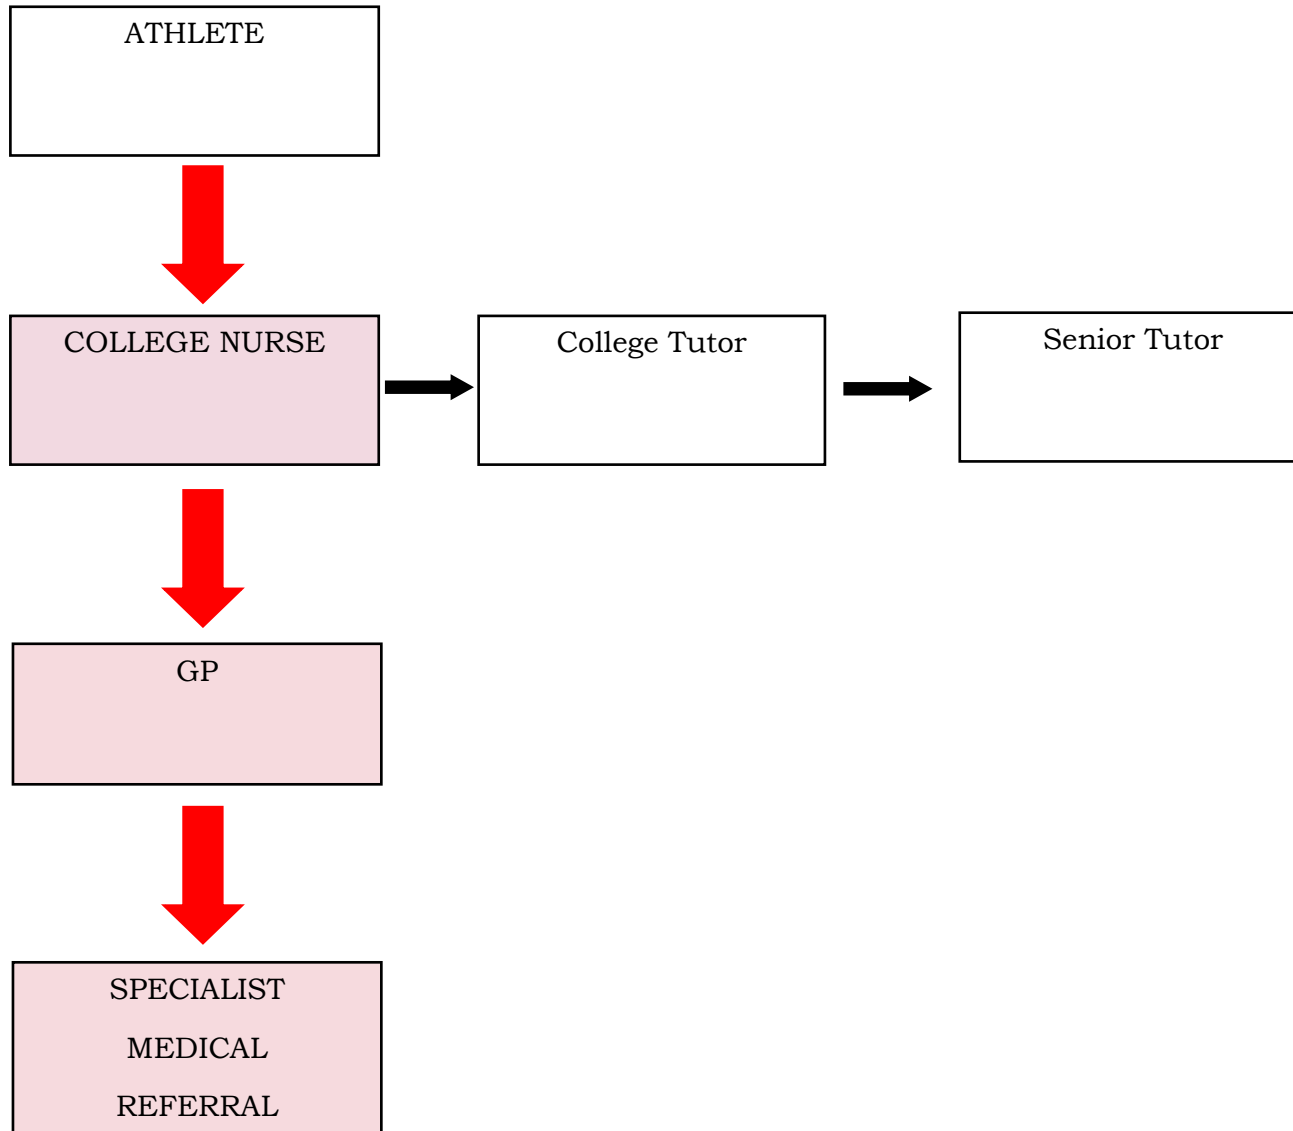 ATHLETE
COLLEGE NURSE
College Tutor
Senior Tutor
GP
SPECIALIST
MEDICAL
REFERRAL